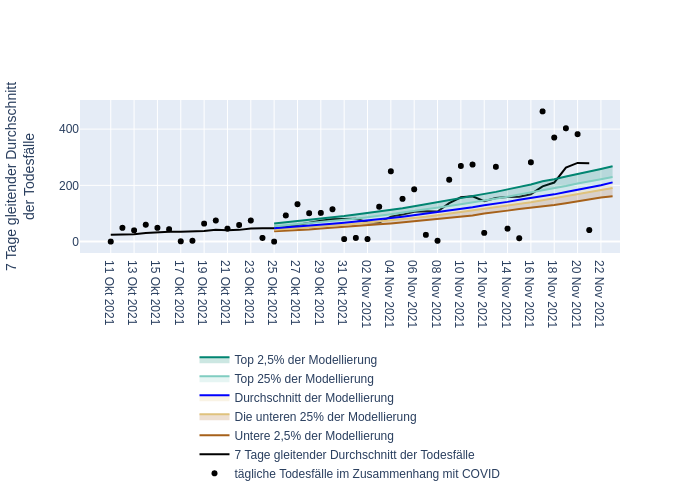 7 Tage gleitender Durchschnitt
der Todesfälle
400
200
0
11 Okt 2021
13 Okt 2021
15 Okt 2021
17 Okt 2021
19 Okt 2021
21 Okt 2021
23 Okt 2021
25 Okt 2021
27 Okt 2021
29 Okt 2021
31 Okt 2021
02 Nov 2021
04 Nov 2021
06 Nov 2021
08 Nov 2021
10 Nov 2021
12 Nov 2021
14 Nov 2021
16 Nov 2021
18 Nov 2021
20 Nov 2021
22 Nov 2021
Top 2,5% der Modellierung
Top 25% der Modellierung
Durchschnitt der Modellierung
Die unteren 25% der Modellierung
Untere 2,5% der Modellierung
7 Tage gleitender Durchschnitt der Todesfälle
tägliche Todesfälle im Zusammenhang mit COVID